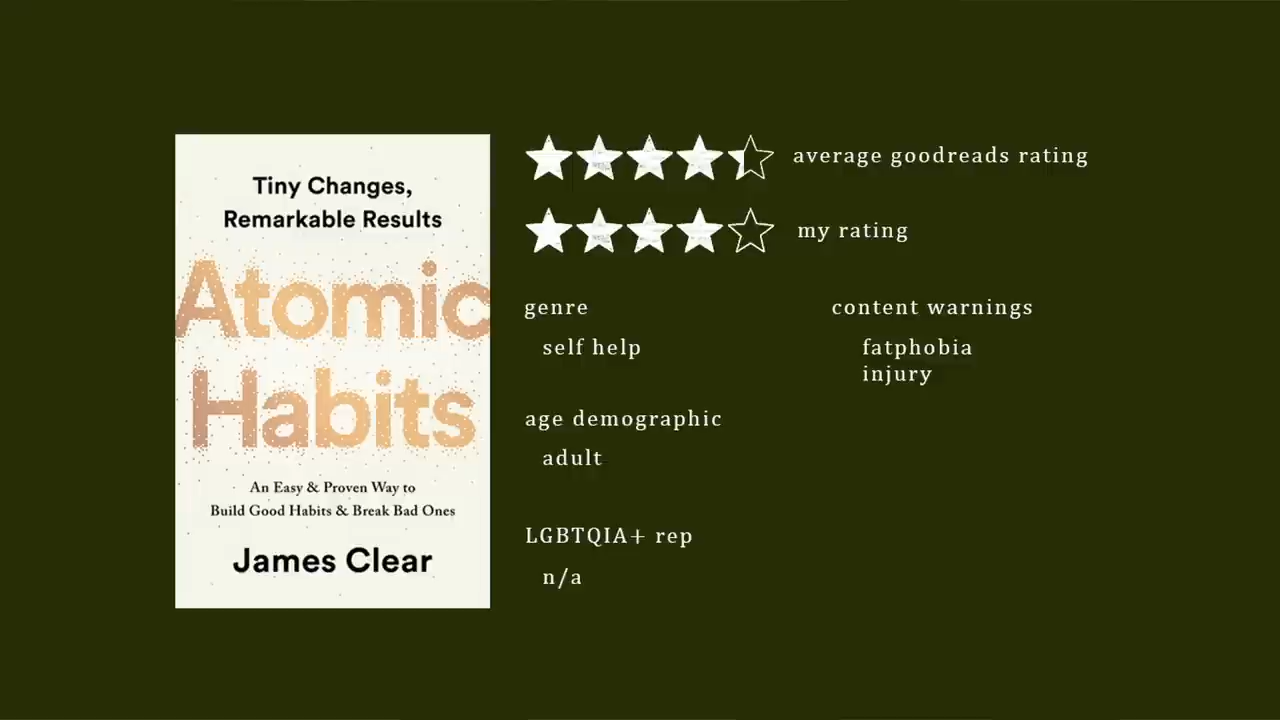 Tiny Changes,
Remarkable Results
Atomic
Habits
An Easy & Proven Way to
Build Good Habits & Break Bad Ones
James Clear
average goodreads rating
my rating
genre
self help
age demographic
adult
LGBTQIA+ rep
n/a
content warnings
fatphobia
injury